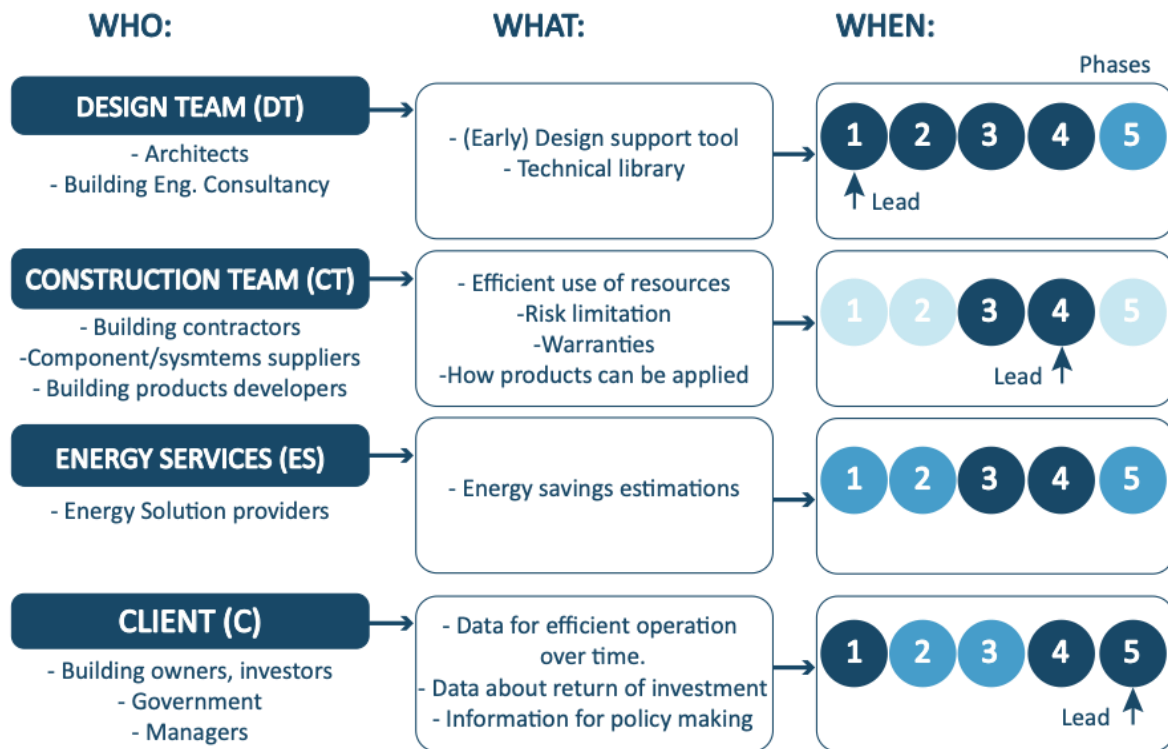 WHO:
WHAT:
WHEN:
Phases
DESIGN TEAM (DT)
- Architects
- Building Eng. Consultancy
- (Early) Design support tool
- Technical library
1 2 3 4 5
Lead
CONSTRUCTION TEAM (CT)
- Building contractors
-Component/sysmtems suppliers
- Building products developers
- Efficient use of resources
-Risk limitation
-Warranties
-How products can be applied
1 2 3 4 5
Lead
ENERGY SERVICES (ES)
- Energy Solution providers
- Energy savings estimations
1 2 3 4 5
CLIENT (C)
- Building owners, investors
- Government
- Managers
- Data for efficient operation
over time.
- Data about return of investment
- Information for policy making
1 2 3 4 5
Lead